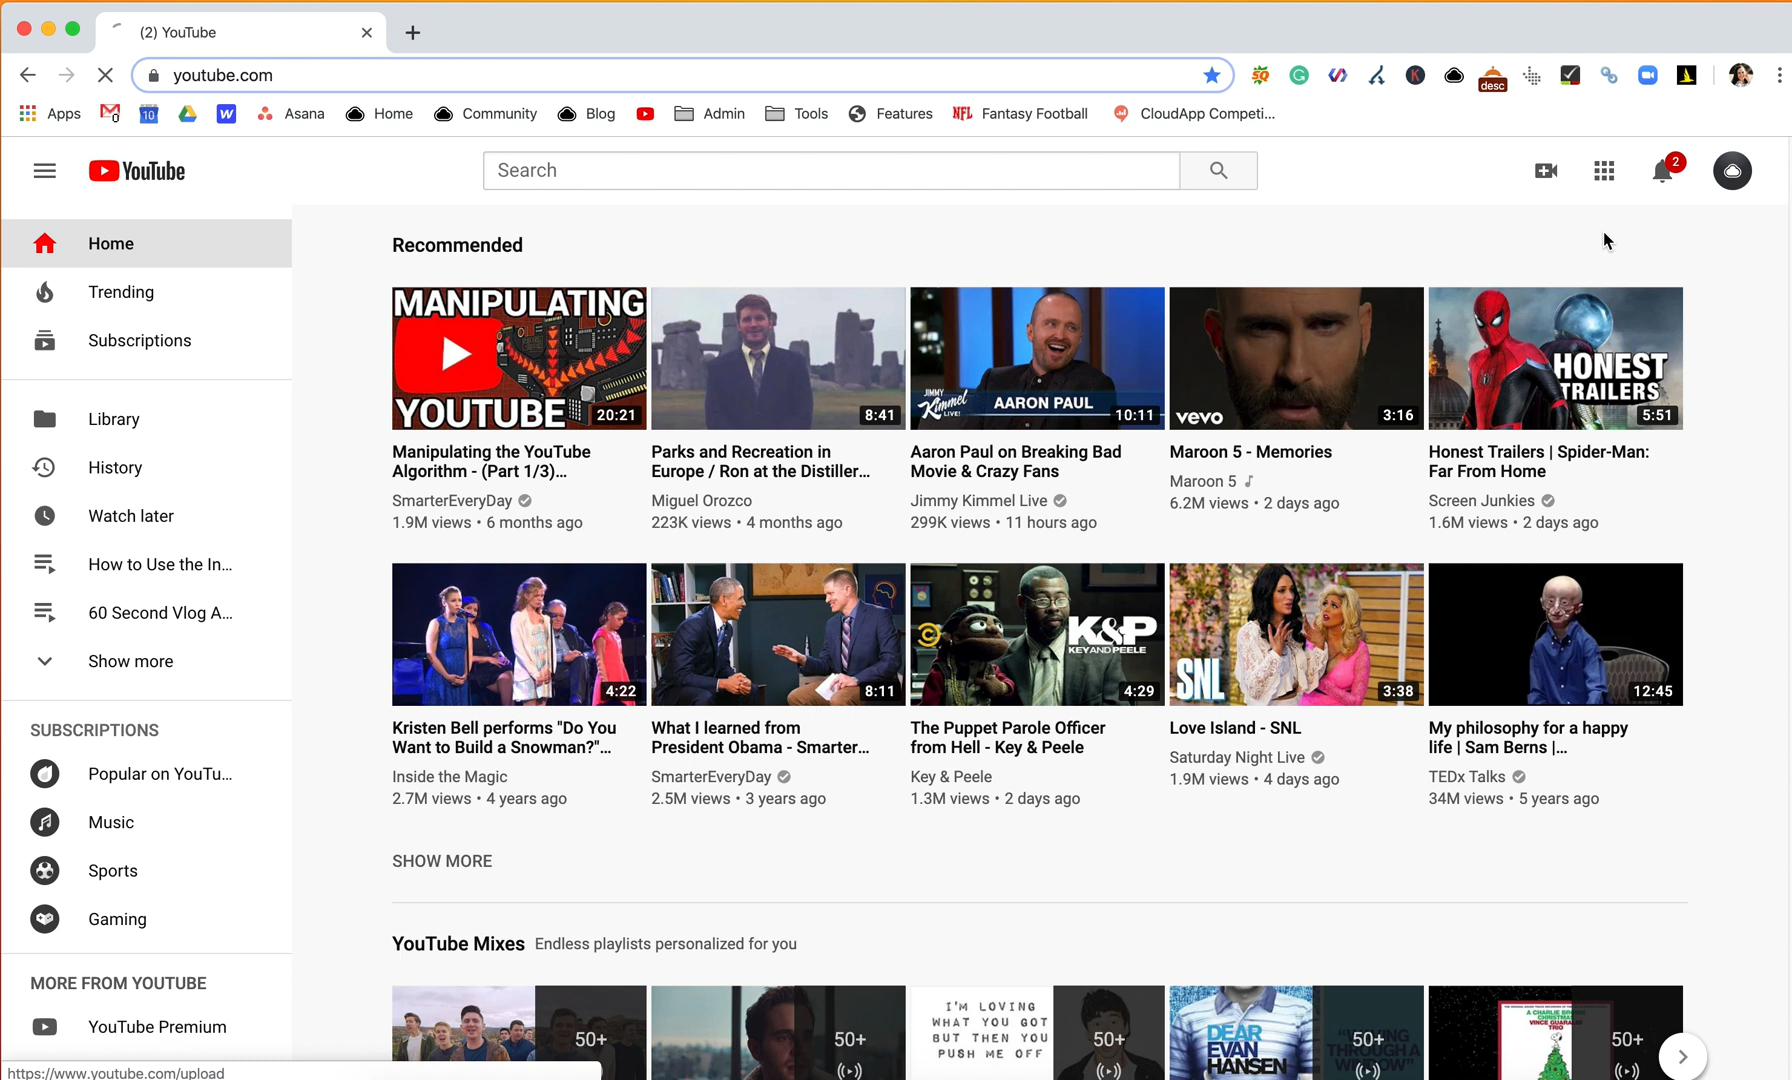 (2) YouTube
youtube.com
desc
Apps
0
10
Asana
Home
Community
Blog
Admin
Tools
Features
NFL Fantasy Football
CloudApp Competi...
YouTube
Search
2
Home
Trending
Subscriptions
Library
History
Watch later
How to Use the In...
60 Second Vlog A...
Show more
SUBSCRIPTIONS
Popular on YouTu...
Music
Sports
Gaming
MORE FROM YOUTUBE
YouTube Premium
https://www.youtube.com/upload
Recommended
MANIPULATING
YOUTUBE
20:21
Manipulating the YouTube
Algorithm - (Part 1/3)...
SmarterEveryDay
1.9M views • 6 months ago
8:41
Parks and Recreation in
Europe / Ron at the Distiller...
Miguel Orozco
223K views • 4 months ago
JIMMY
Kimmel
LIVE!
AARON PAUL
10:11
Aaron Paul on Breaking Bad
Movie & Crazy Fans
Jimmy Kimmel Live
299K views • 11 hours ago
vevo
3:16
Maroon 5 - Memories
Maroon 5
6.2M views • 2 days ago
HONEST
TRAILERS
5:51
Honest Trailers | Spider-Man:
Far From Home
Screen Junkies
1.6M views • 2 days ago
4:22
Kristen Bell performs "Do You
Want to Build a Snowman?"...
Inside the Magic
2.7M views • 4 years ago
8:11
What I learned from
President Obama - Smarter...
SmarterEveryDay
2.5M views • 3 years ago
K&P
KEY AND PEELE
4:29
The Puppet Parole Officer
from Hell - Key & Peele
Key & Peele
1.3M views • 2 days ago
SNL
3:38
Love Island - SNL
Saturday Night Live
1.9M views • 4 days ago
12:45
My philosophy for a happy
life | Sam Berns |...
TEDx Talks
34M views • 5 years ago
SHOW MORE
YouTube Mixes Endless playlists personalized for you
50+
50+
I'M LOVING
WHAT YOU GOT
BUT THEN YOU
PUSH ME OFF
50+
DEAR
EVAN
HANSEN
50+
A CHARLIE BROWN
CHRISTMAS
VINCE GUARALDI
TRIO
50+